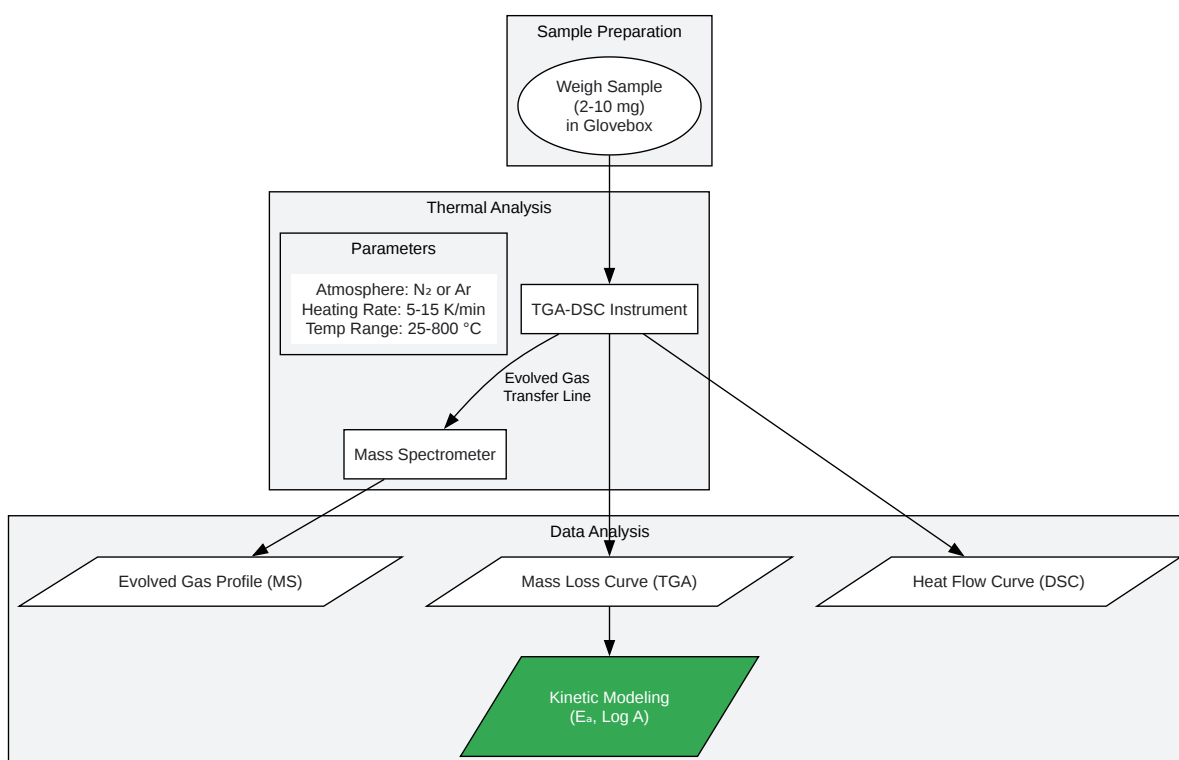 Sample Preparation
Weigh Sample
(2-10 mg)
in Glovebox
Thermal Analysis
Parameters
Atmosphere: N₂ or Ar
Heating Rate: 5-15 K/min
Temp Range: 25-800 °C
TGA-DSC Instrument
Evolved Gas
Transfer Line
Mass Spectrometer
Data Analysis
Evolved Gas Profile (MS)
Mass Loss Curve (TGA)
Heat Flow Curve (DSC)
Kinetic Modeling
(Eₐ, Log A)